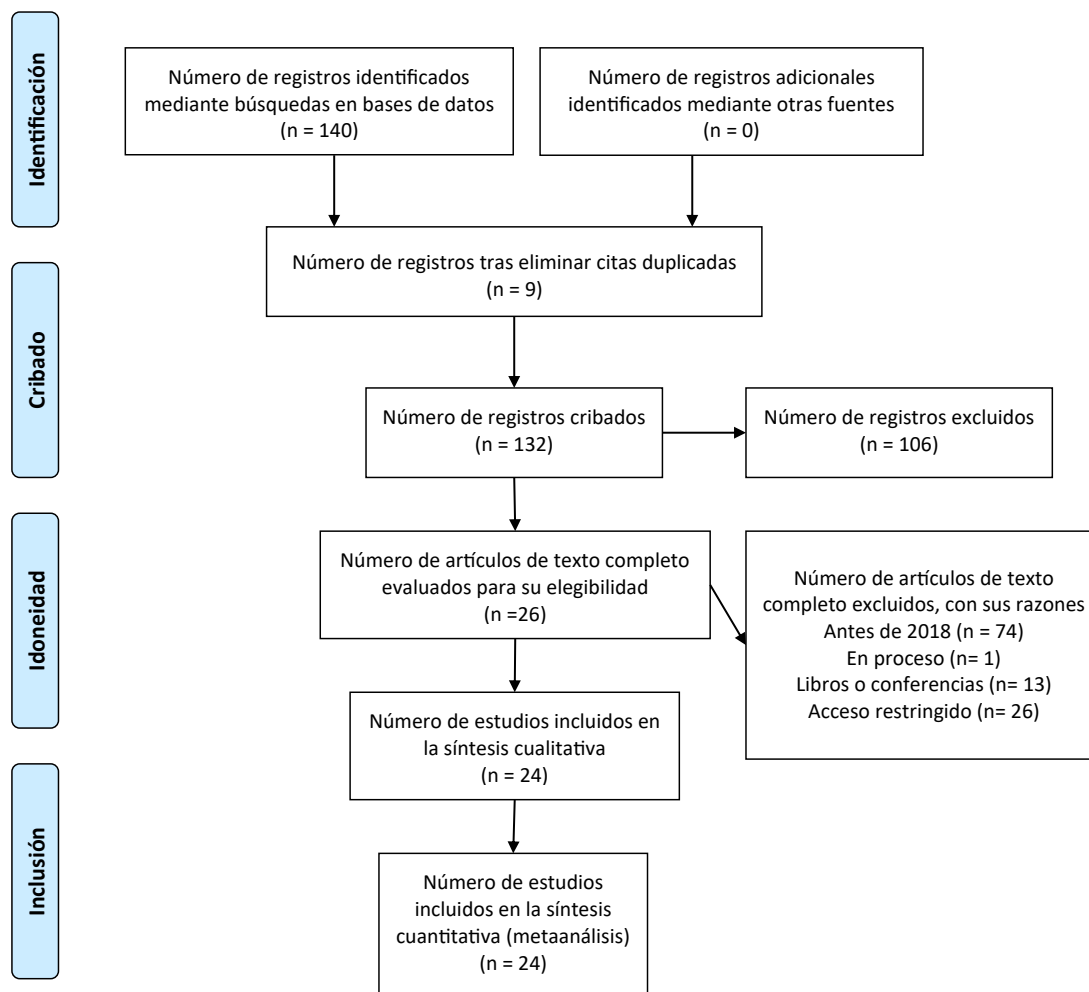 Identificación
Número de registros identificados
mediante búsquedas en bases de datos
(n = 140)
Número de registros adicionales
identificados mediante otras fuentes
(n = 0)
Número de registros tras eliminar citas duplicadas
(n = 9)
Cribado
Número de registros cribados
(n = 132)
Número de registros excluidos
(n = 106)
Idoneidad
Número de artículos de texto completo
evaluados para su elegibilidad
(n =26)
Número de artículos de texto
completo excluidos, con sus razones
Antes de 2018 (n = 74)
En proceso (n= 1)
Libros o conferencias (n= 13)
Acceso restringido (n= 26)
Número de estudios incluidos en
la síntesis cualitativa
(n = 24)
Inclusión
Número de estudios
incluidos en la síntesis
cuantitativa (metaanálisis)
(n = 24)